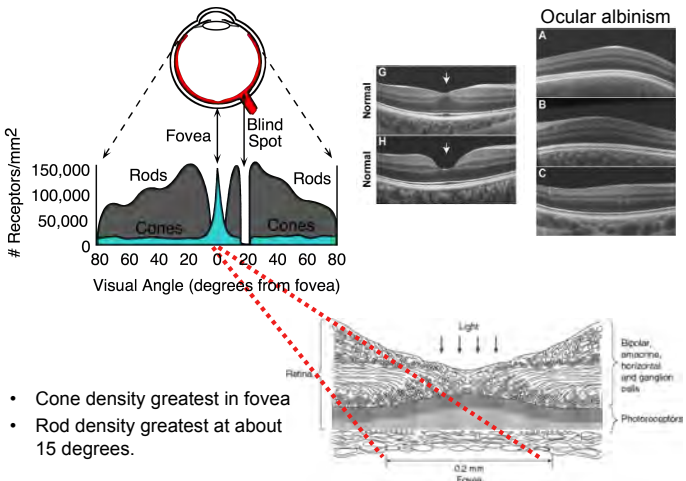 Ocular albinism
A
G
Normal
B
H
Normal
C
Fovea
Blind
Spot
# Receptors/mm2
150,000
100,000
50,000
0
Rods
Rods
Cones
Cones
80 60 40 20 0 20 40 60 80
Visual Angle (degrees from fovea)
Light
Retina
Bipolar,
amacrine,
horizontal
and ganglion
cells
Photoreceptors
0.2 mm
Fovea
• Cone density greatest in fovea
• Rod density greatest at about
15 degrees.